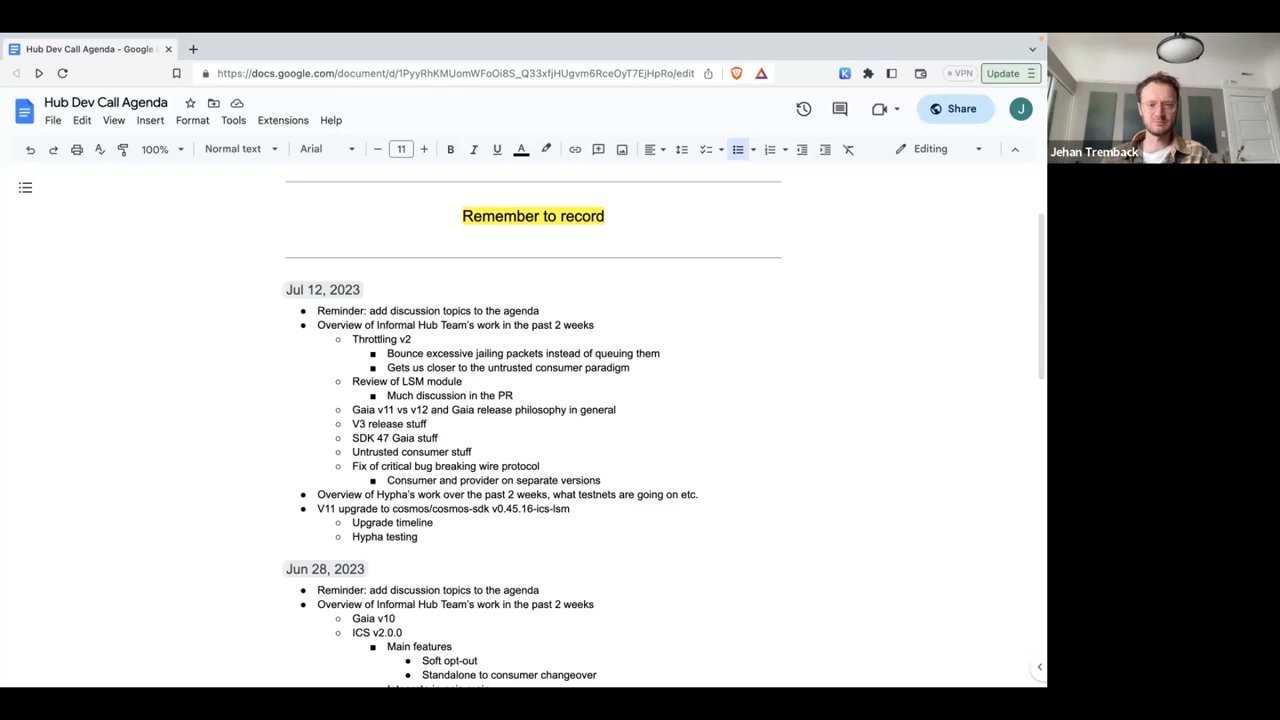 Hub Dev Call Agenda - Google
https://docs.google.com/document/d/1PyyRhKMUomWFoOi8S_Q33xfjHUgvm6RceOyT7EjHpRo/edit
VPN
Update
Hub Dev Call Agenda
File Edit View Insert Format Tools Extensions Help
Share
J
100% Normal text Arial 11 B I U A Editing
Remember to record
Jul 12, 2023
● Reminder: add discussion topics to the agenda
● Overview of Informal Hub Team's work in the past 2 weeks
○ Throttling v2
■ Bounce excessive jailing packets instead of queuing them
■ Gets us closer to the untrusted consumer paradigm
○ Review of LSM module
■ Much discussion in the PR
○ Gaia v11 vs v12 and Gaia release philosophy in general
○ V3 release stuff
○ SDK 47 Gaia stuff
○ Untrusted consumer stuff
○ Fix of critical bug breaking wire protocol
■ Consumer and provider on separate versions
● Overview of Hypha's work over the past 2 weeks, what testnets are going on etc.
● V11 upgrade to cosmos/cosmos-sdk v0.45.16-ics-lsm
○ Upgrade timeline
○ Hypha testing
Jun 28, 2023
● Reminder: add discussion topics to the agenda
● Overview of Informal Hub Team's work in the past 2 weeks
○ Gaia v10
○ ICS v2.0.0
■ Main features
● Soft opt-out
● Standalone to consumer changeover
Jehan Tremback